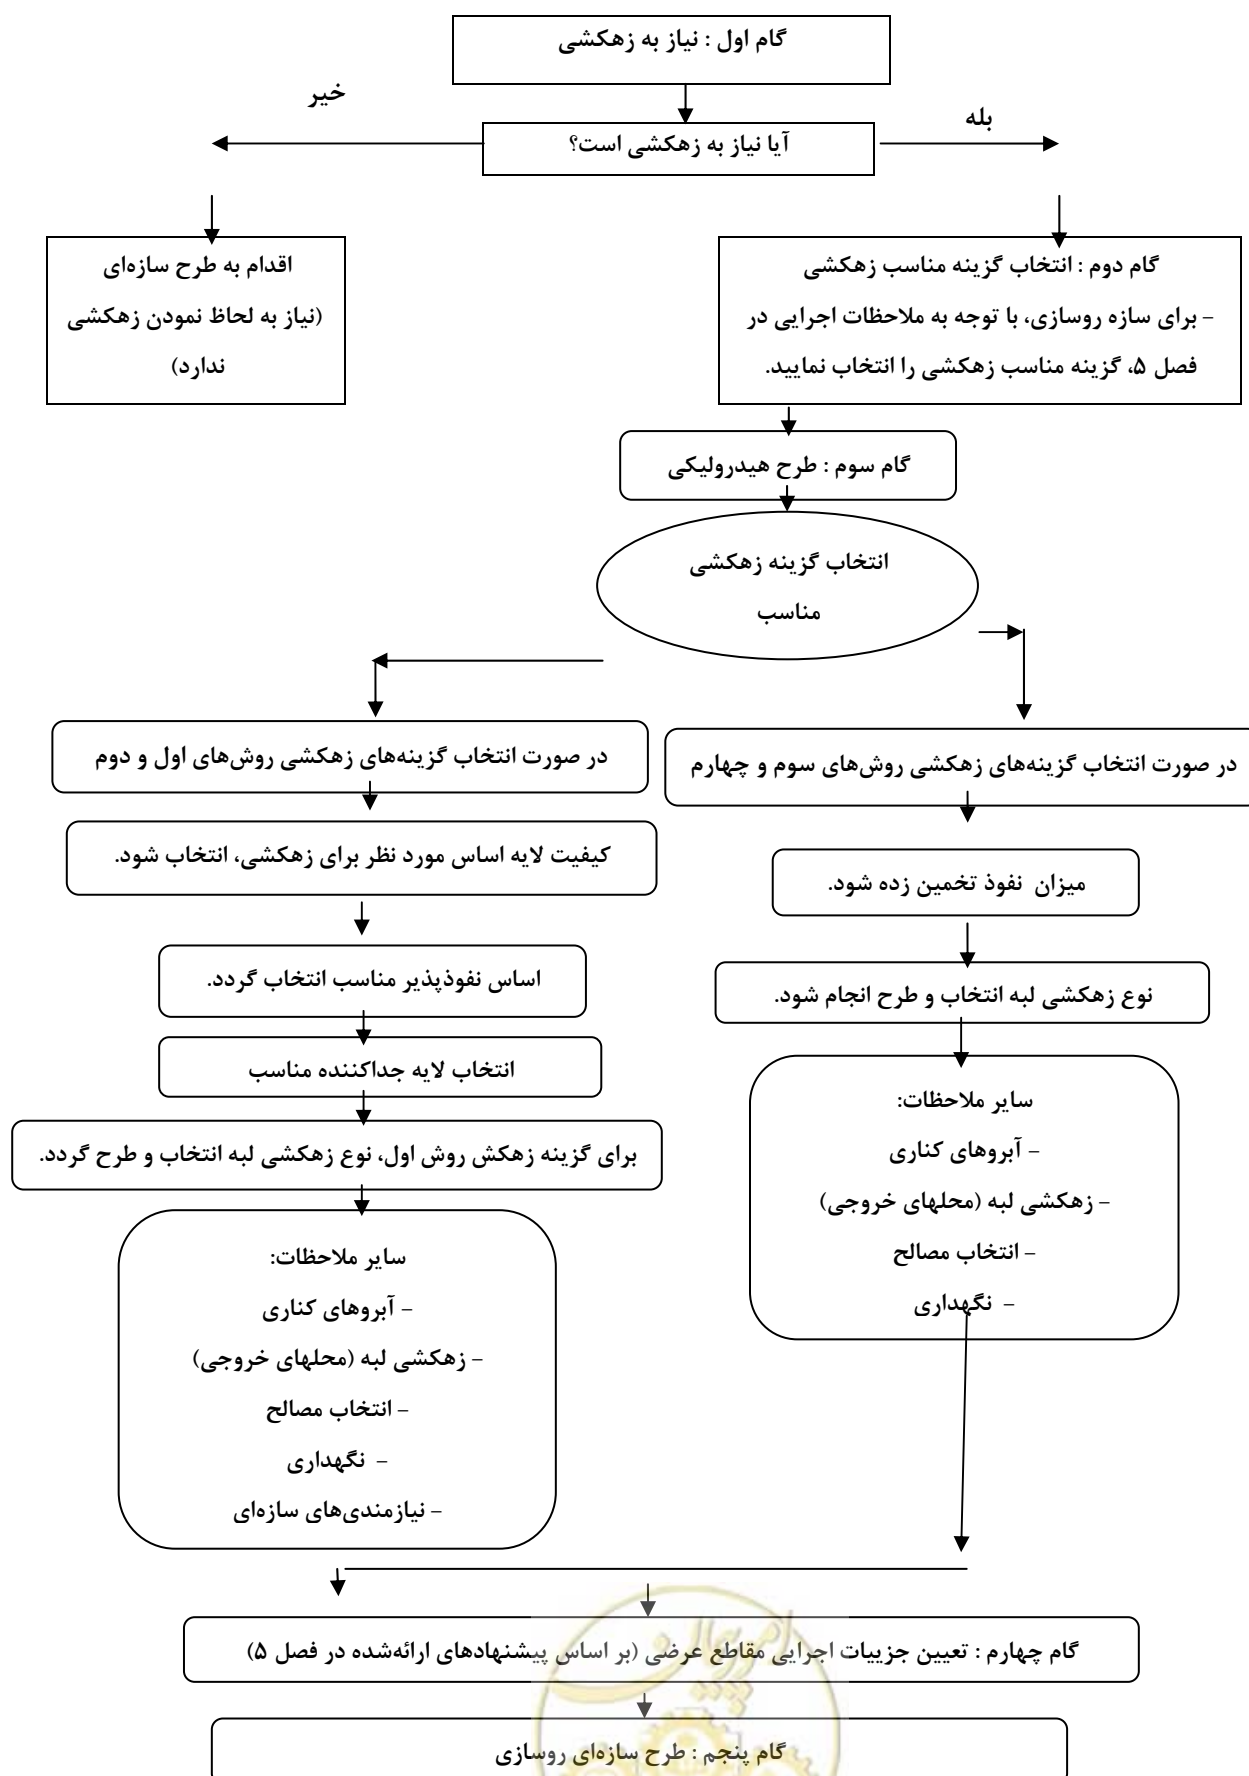 گام اول : نیاز به زهکشی
خیر
بله
آیا نیاز به زهکشی است؟
گام دوم : انتخاب گزینه مناسب زهکشی
– برای سازه روسازی، با توجه به ملاحظات اجرایی در
فصل ۵، گزینه مناسب زهکشی را انتخاب نمایید.
اقدام به طرح سازه‌ای
(نیاز به لحاظ نمودن زهکشی
ندارد)
گام سوم : طرح هیدرولیکی
انتخاب گزینه زهکشی
مناسب
در صورت انتخاب گزینه‌های زهکشی روش‌های سوم و چهارم
میزان نفوذ تخمین زده شود.
نوع زهکشی لبه انتخاب و طرح انجام شود.
سایر ملاحظات:
– آبروهای کناری
– زهکشی لبه (محلهای خروجی)
– انتخاب مصالح
– نگهداری
در صورت انتخاب گزینه‌های زهکشی روش‌های اول و دوم
کیفیت لایه اساس مورد نظر برای زهکشی، انتخاب شود.
اساس نفوذپذیر مناسب انتخاب گردد.
انتخاب لایه جداکننده مناسب
برای گزینه زهکش روش اول، نوع زهکشی لبه انتخاب و طرح گردد.
سایر ملاحظات:
– آبروهای کناری
– زهکشی لبه (محلهای خروجی)
– انتخاب مصالح
– نگهداری
– نیازمندی‌های سازه‌ای
گام چهارم : تعیین جزییات اجرایی مقاطع عرضی (بر اساس پیشنهادهای ارائه‌شده در فصل ۵)
گام پنجم : طرح سازه‌ای روسازی